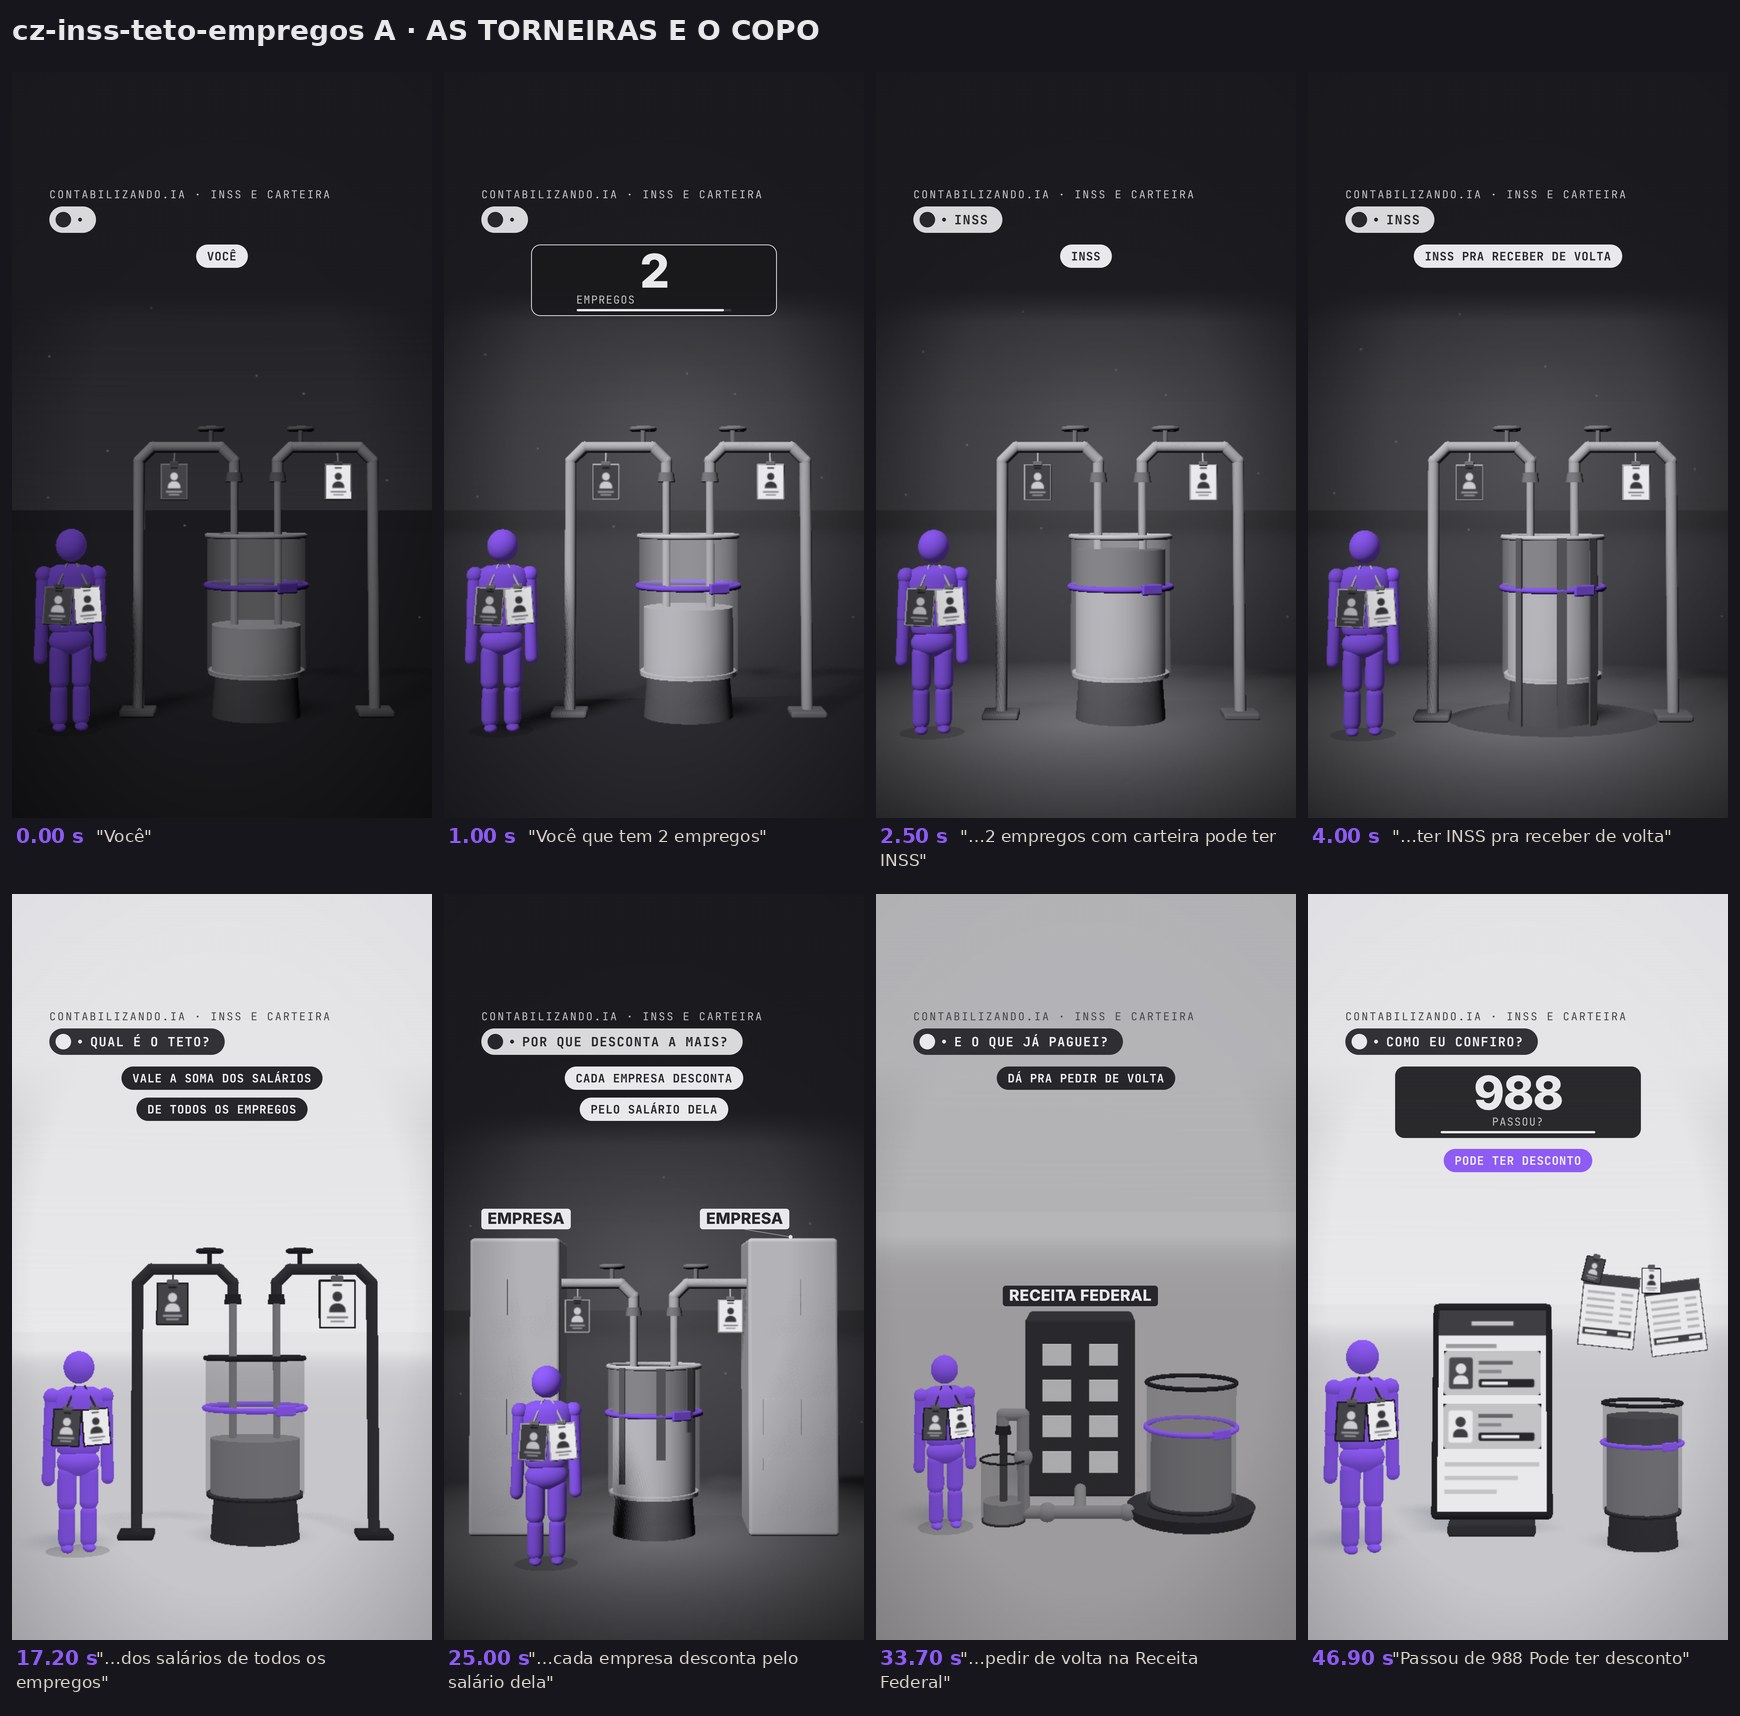 cz-inss-teto-empregos A · AS TORNEIRAS E O COPO
CONTABILIZANDO.IA · INSS E CARTEIRA
•
VOCÊ
0.00 s "Você"
CONTABILIZANDO.IA · INSS E CARTEIRA
•
2
EMPREGOS
1.00 s "Você que tem 2 empregos"
CONTABILIZANDO.IA · INSS E CARTEIRA
• INSS
INSS
2.50 s "...2 empregos com carteira pode ter
INSS"
CONTABILIZANDO.IA · INSS E CARTEIRA
• INSS
INSS PRA RECEBER DE VOLTA
4.00 s "...ter INSS pra receber de volta"
CONTABILIZANDO.IA · INSS E CARTEIRA
• QUAL É O TETO?
VALE A SOMA DOS SALÁRIOS
DE TODOS OS EMPREGOS
17.20 s "...dos salários de todos os
empregos"
CONTABILIZANDO.IA · INSS E CARTEIRA
• POR QUE DESCONTA A MAIS?
CADA EMPRESA DESCONTA
PELO SALÁRIO DELA
EMPRESA
EMPRESA
25.00 s "...cada empresa desconta pelo
salário dela"
CONTABILIZANDO.IA · INSS E CARTEIRA
• E O QUE JÁ PAGUEI?
DÁ PRA PEDIR DE VOLTA
RECEITA FEDERAL
33.70 s "...pedir de volta na Receita
Federal"
CONTABILIZANDO.IA · INSS E CARTEIRA
• COMO EU CONFIRO?
988
PASSOU?
PODE TER DESCONTO
46.90 s "Passou de 988 Pode ter desconto"